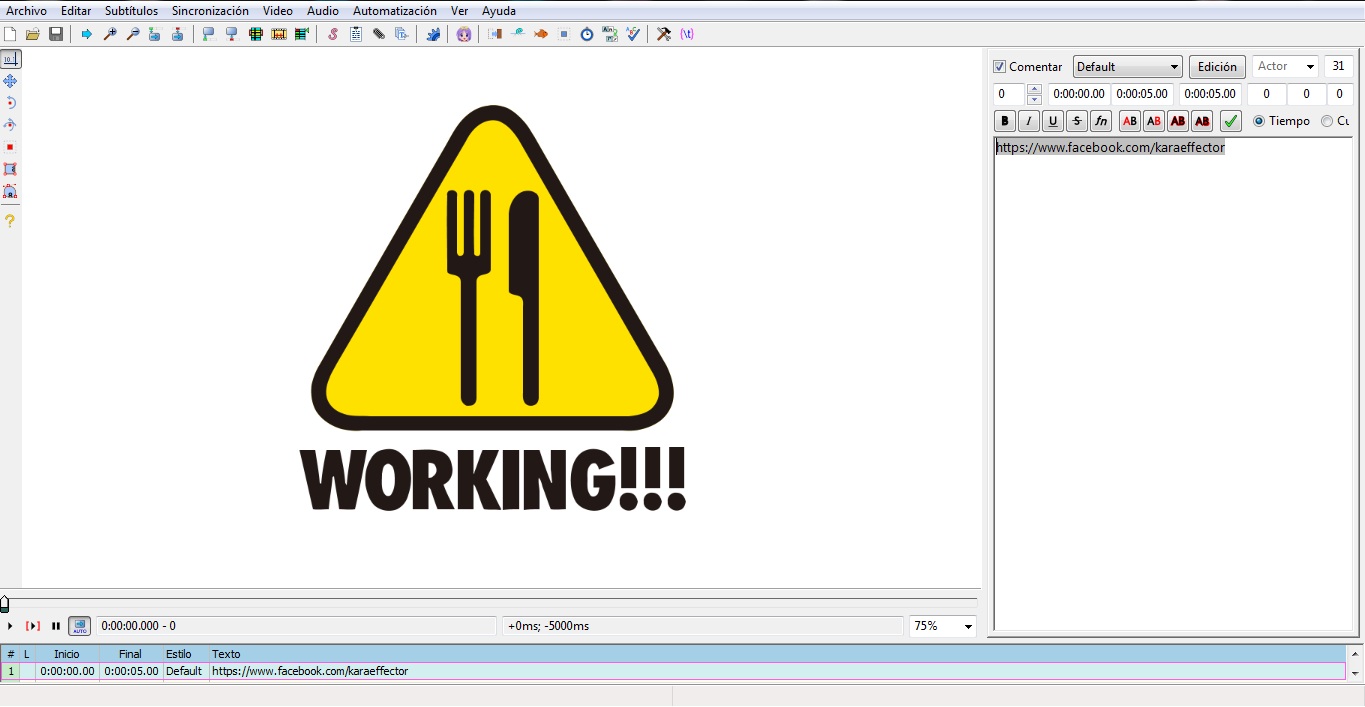 Archivo Editar Subtítulos Sincronización Video Audio Automatización Ver Ayuda
Comentar Default Edición Actor 31
0 0:00:00.00 0:00:05.00 0:00:05.00 0 0 0
B I U S fn AB AB AB AB Tiempo Cu
https://www.facebook.com/karaeffector
WORKING!!!
AUTO 0:00:00.000 - 0 +0ms; -5000ms 75%
# L Inicio Final Estilo Texto
1 0:00:00.00 0:00:05.00 Default https://www.facebook.com/karaeffector